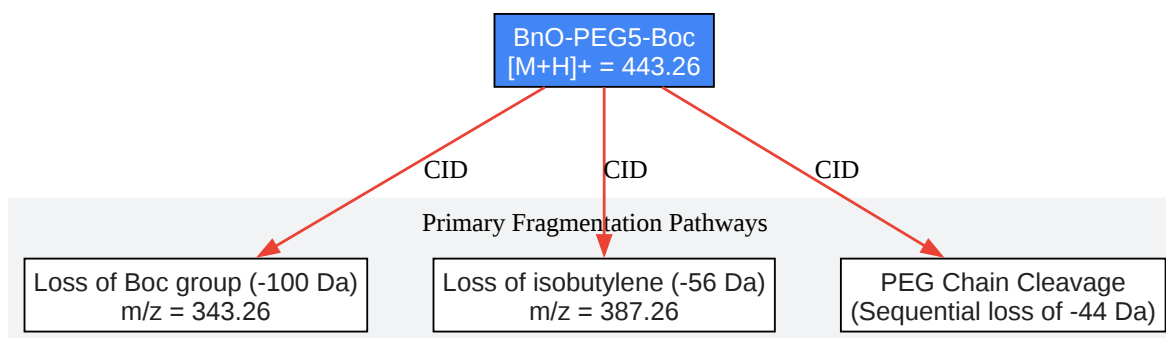 BnO-PEG5-Boc
[M+H]+ = 443.26
CID
CID
CID
Primary Fragmentation Pathways
Loss of Boc group (-100 Da)
m/z = 343.26
Loss of isobutylene (-56 Da)
m/z = 387.26
PEG Chain Cleavage
(Sequential loss of -44 Da)